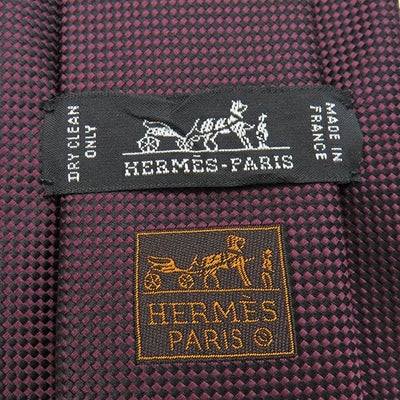 DRY CLEAN
ONLY
HERMÈS-PARIS
MADE IN
FRANCE
HERMÈS
PARIS